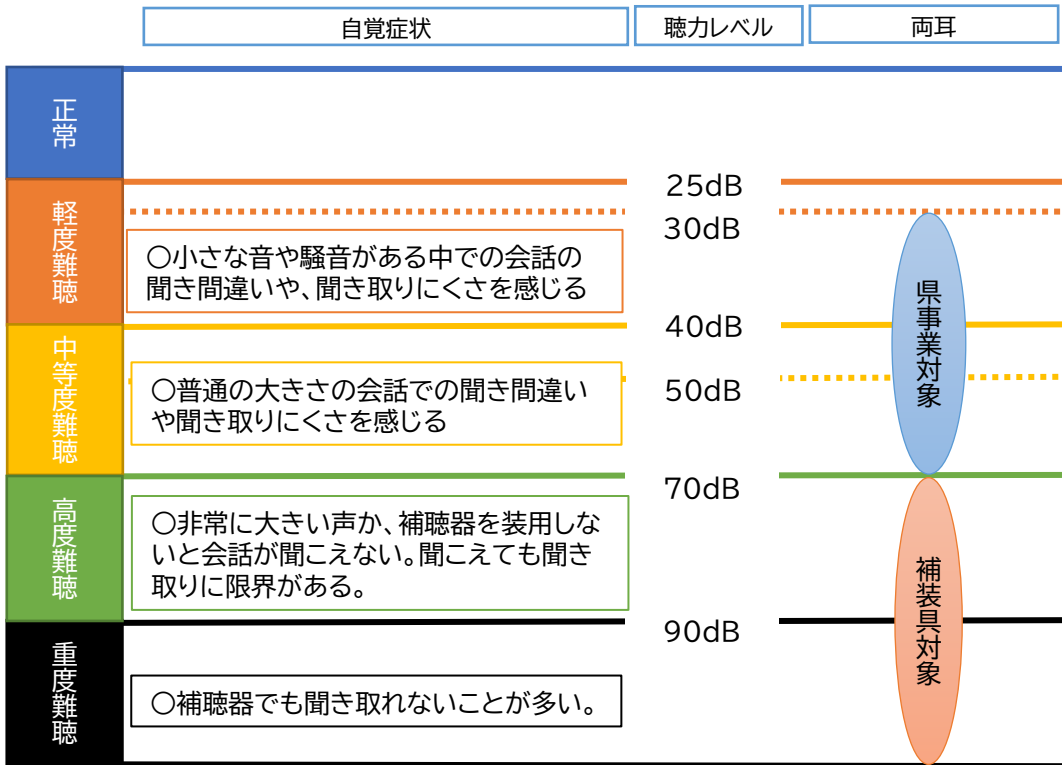 自覚症状
聴力レベル
両耳
正常
25dB
軽度難聴
30dB
○小さな音や騒音がある中での会話の
聞き間違いや、聞き取りにくさを感じる
県事業対象
40dB
中等度難聴
○普通の大きさの会話での聞き間違い
や聞き取りにくさを感じる
50dB
70dB
高度難聴
○非常に大きい声か、補聴器を装用しな
いと会話が聞こえない。聞こえても聞き
取りに限界がある。
補装具対象
90dB
重度難聴
○補聴器でも聞き取れないことが多い。